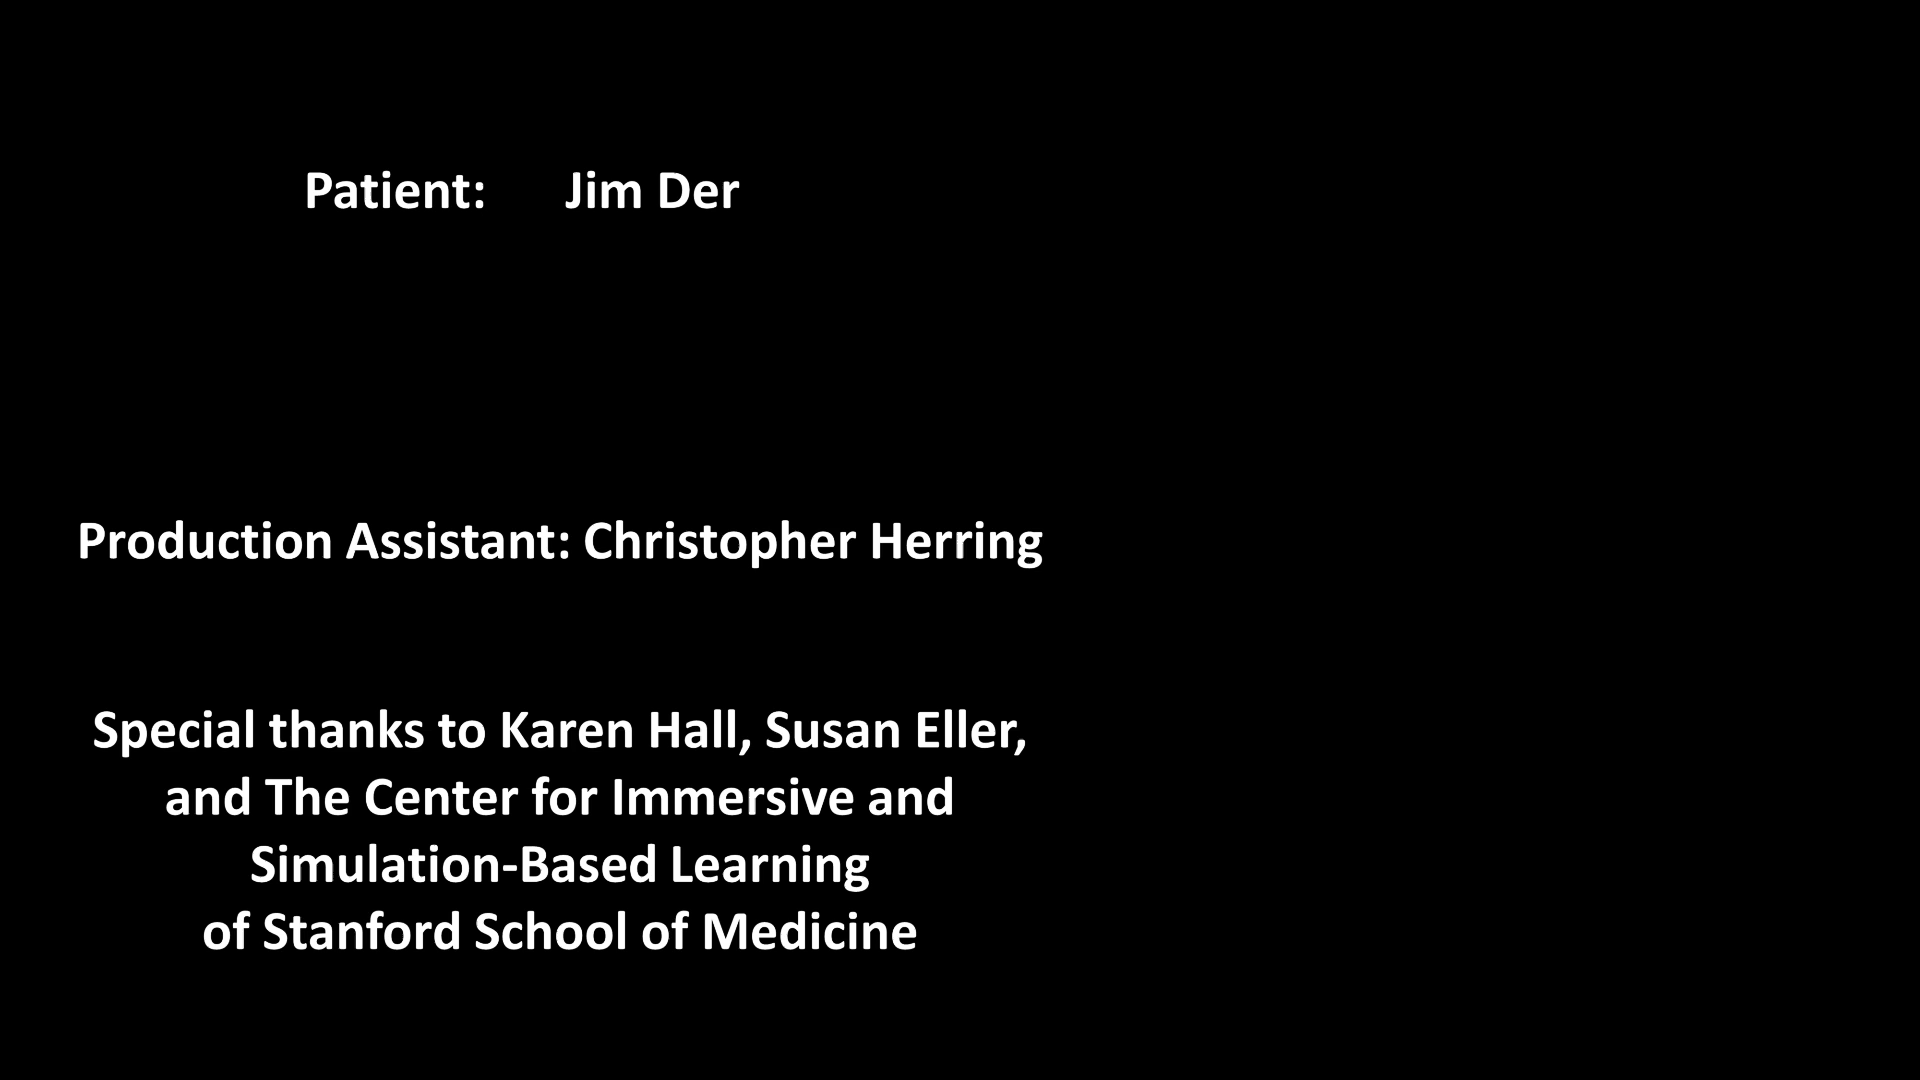 Patient: Jim Der
Production Assistant: Christopher Herring
Special thanks to Karen Hall, Susan Eller,
and The Center for Immersive and
Simulation-Based Learning
of Stanford School of Medicine